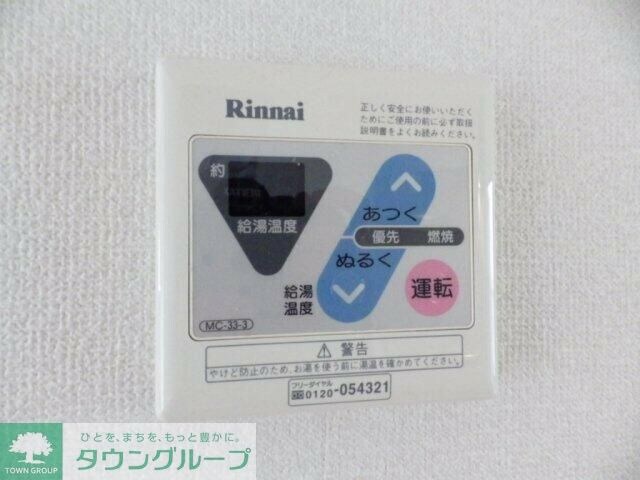 Rinnai
正しく安全にお使いいただく
ためにご使用の前に必ず取扱
説明書をよくお読みください。
約
給湯温度
あつく
優先 燃焼
ぬるく
給湯
温度
運転
MC-33-3
警告
やけど防止のため、お湯を使う前に湯温を確かめてください。
フリーダイヤル
0120-054321
ひとを、まちを、もっと豊かに。
タウングループ
TOWN GROUP